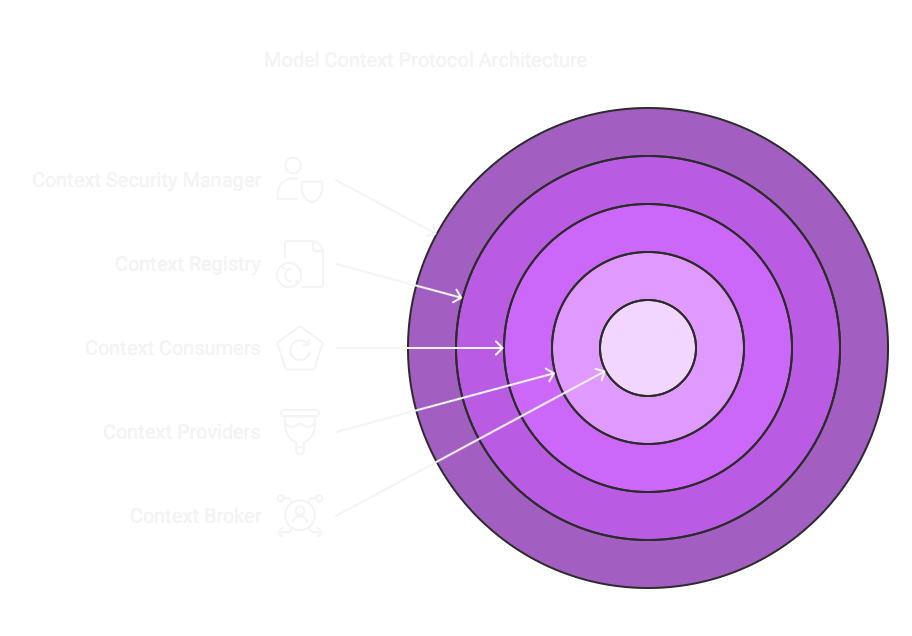 Model Context Protocol Architecture
Context Security Manager
Context Registry
Context Consumers
Context Providers
Context Broker